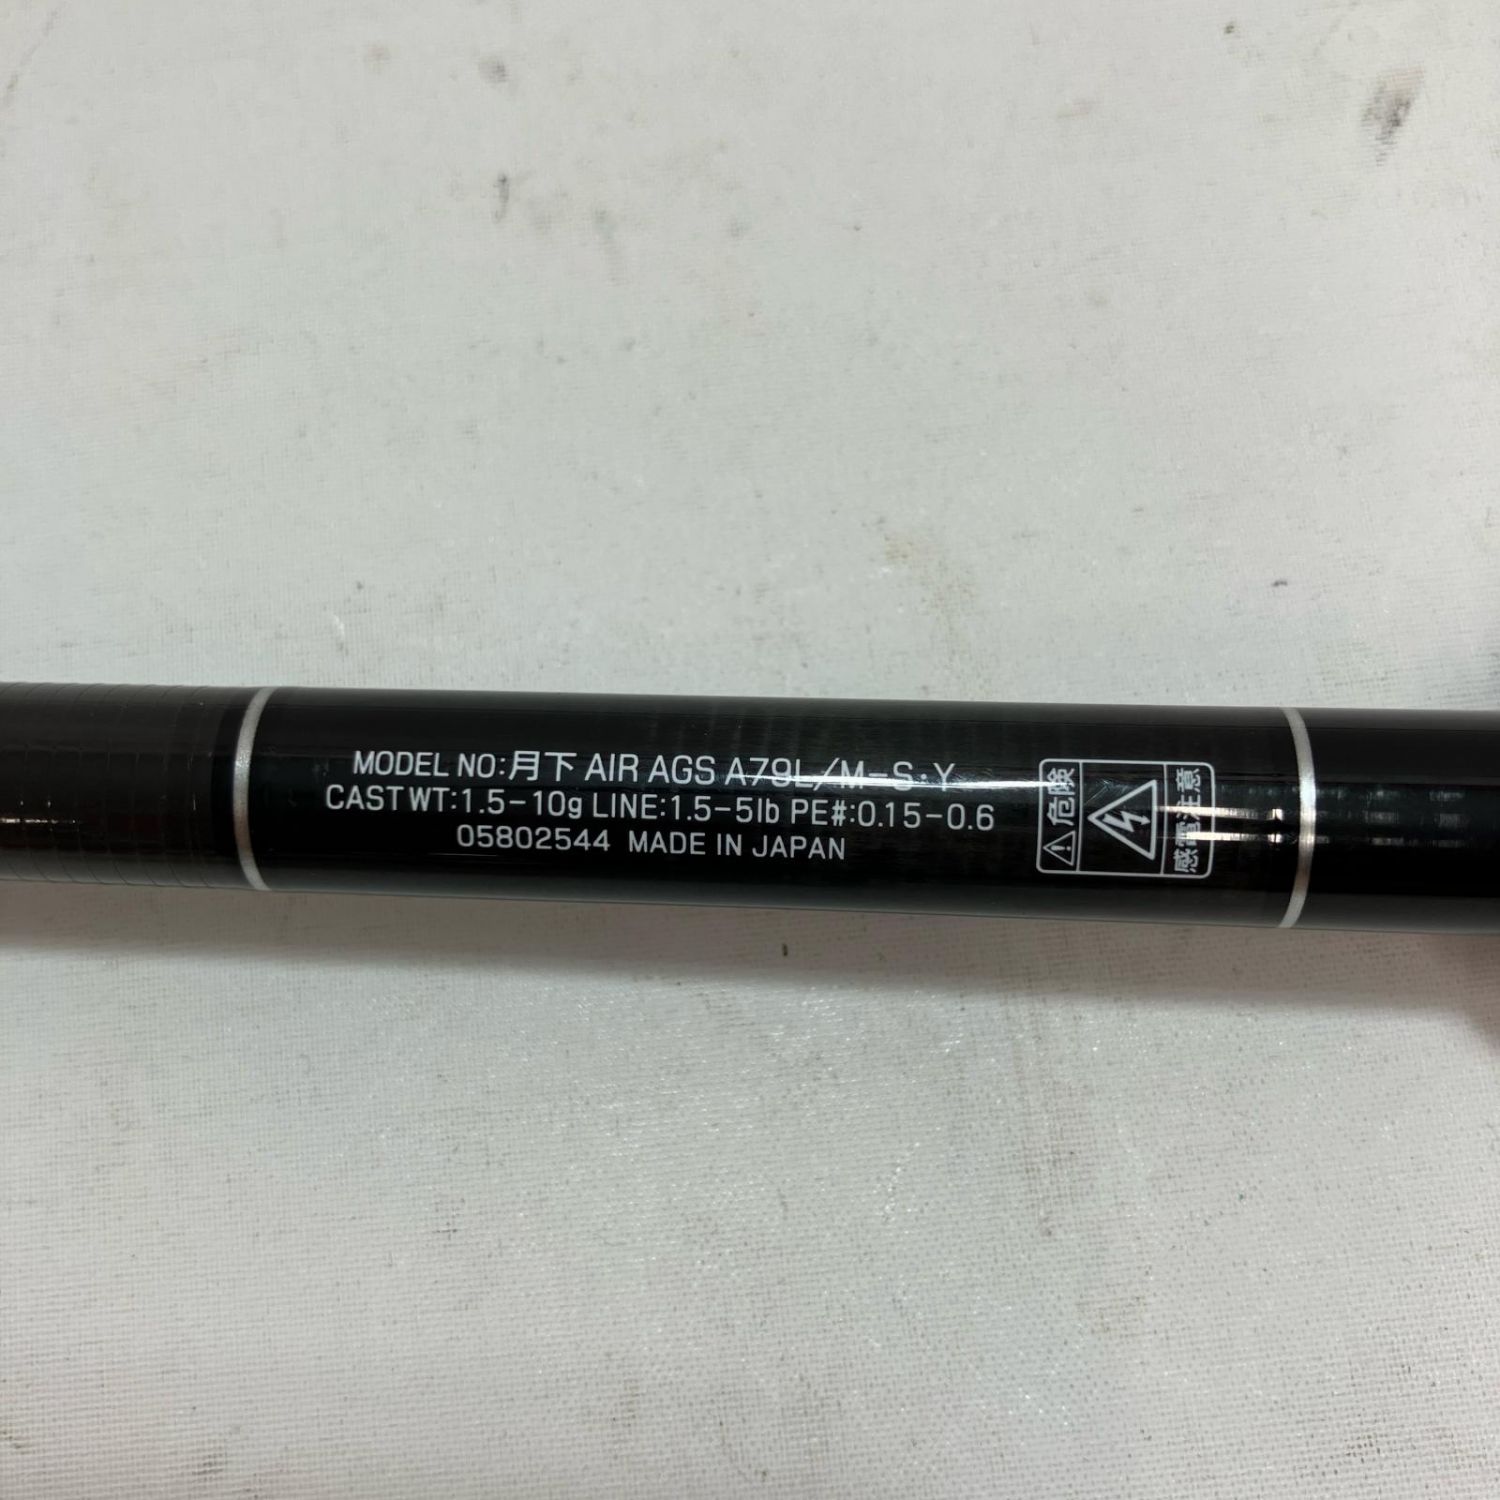 MODEL NO:月下 AIR AGS A79L/M-S・Y
CAST WT:1.5-10g LINE:1.5-5lb PE#:0.15-0.6
05802544 MADE IN JAPAN
危険
感電注意